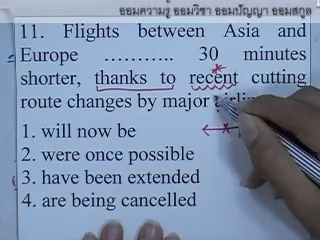 ออมความรู้ ออมวิชา ออมปัญญา ออมสกูล
11. Flights between Asia and
Europe ……….. 30 minutes
shorter, thanks to recent cutting
route changes by major
1. will now be
2. were once possible
3. have been extended
4. are being cancelled